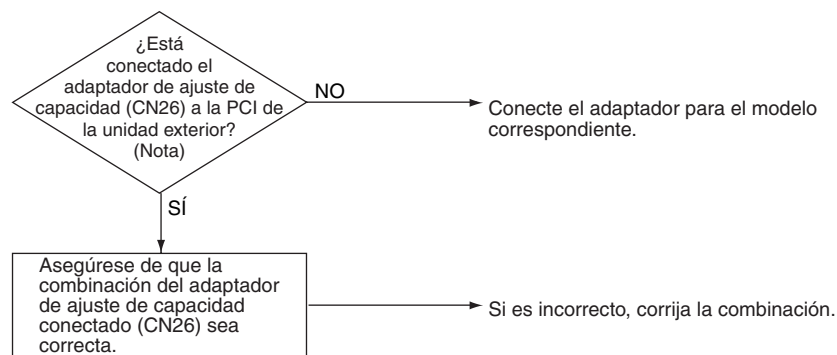 ¿Está
conectado el
adaptador de ajuste de
capacidad (CN26) a la PCI de
la unidad exterior?
(Nota)
NO
Conecte el adaptador para el modelo
correspondiente.
SÍ
Asegúrese de que la
combinación del adaptador
de ajuste de capacidad
conectado (CN26) sea
correcta.
Si es incorrecto, corrija la combinación.